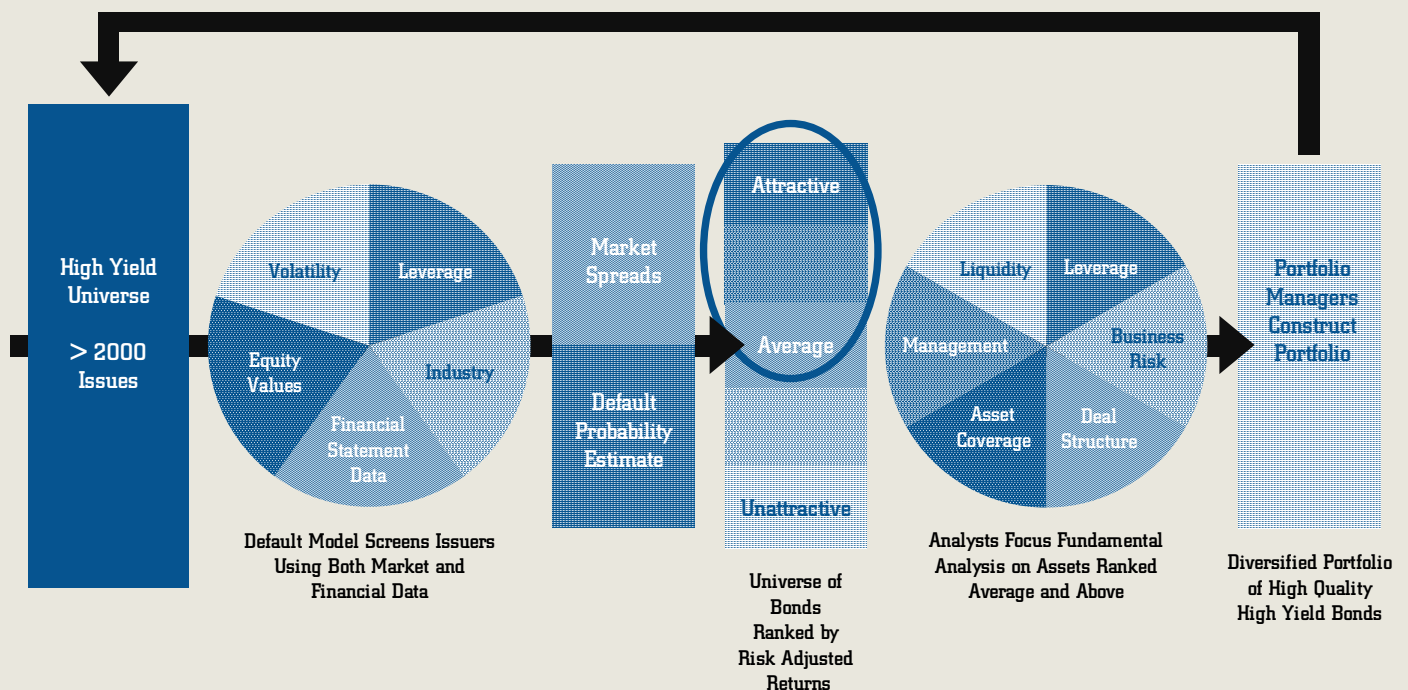 High Yield
Universe
> 2000
Issues
Volatility
Leverage
Equity
Values
Industry
Financial
Statement
Data
Default Model Screens Issuers
Using Both Market and
Financial Data
Market
Spreads
Default
Probability
Estimate
Attractive
Average
Unattractive
Universe of
Bonds
Ranked by
Risk Adjusted
Returns
Liquidity
Leverage
Management
Business
Risk
Asset
Coverage
Deal
Structure
Analysts Focus Fundamental
Analysis on Assets Ranked
Average and Above
Portfolio
Managers
Construct
Portfolio
Diversified Portfolio
of High Quality
High Yield Bonds